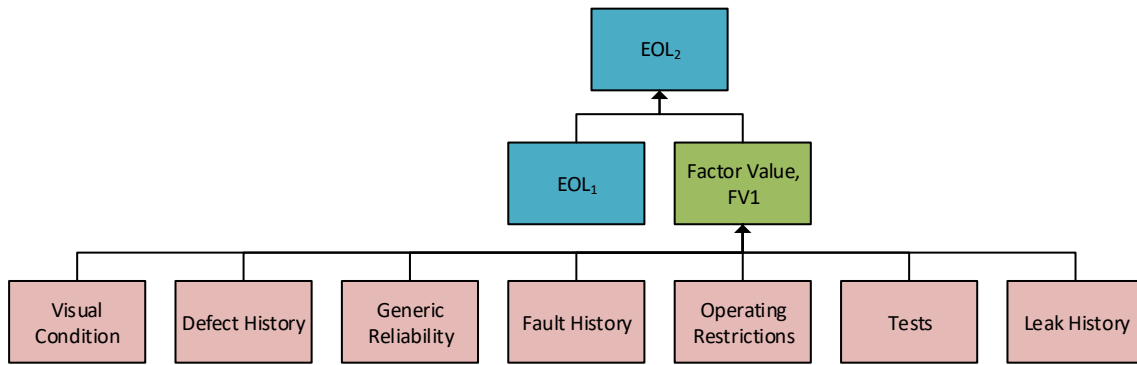 EOL₂
EOL₁
Factor Value,
FV1
Visual
Condition
Defect History
Generic
Reliability
Fault History
Operating
Restrictions
Tests
Leak History